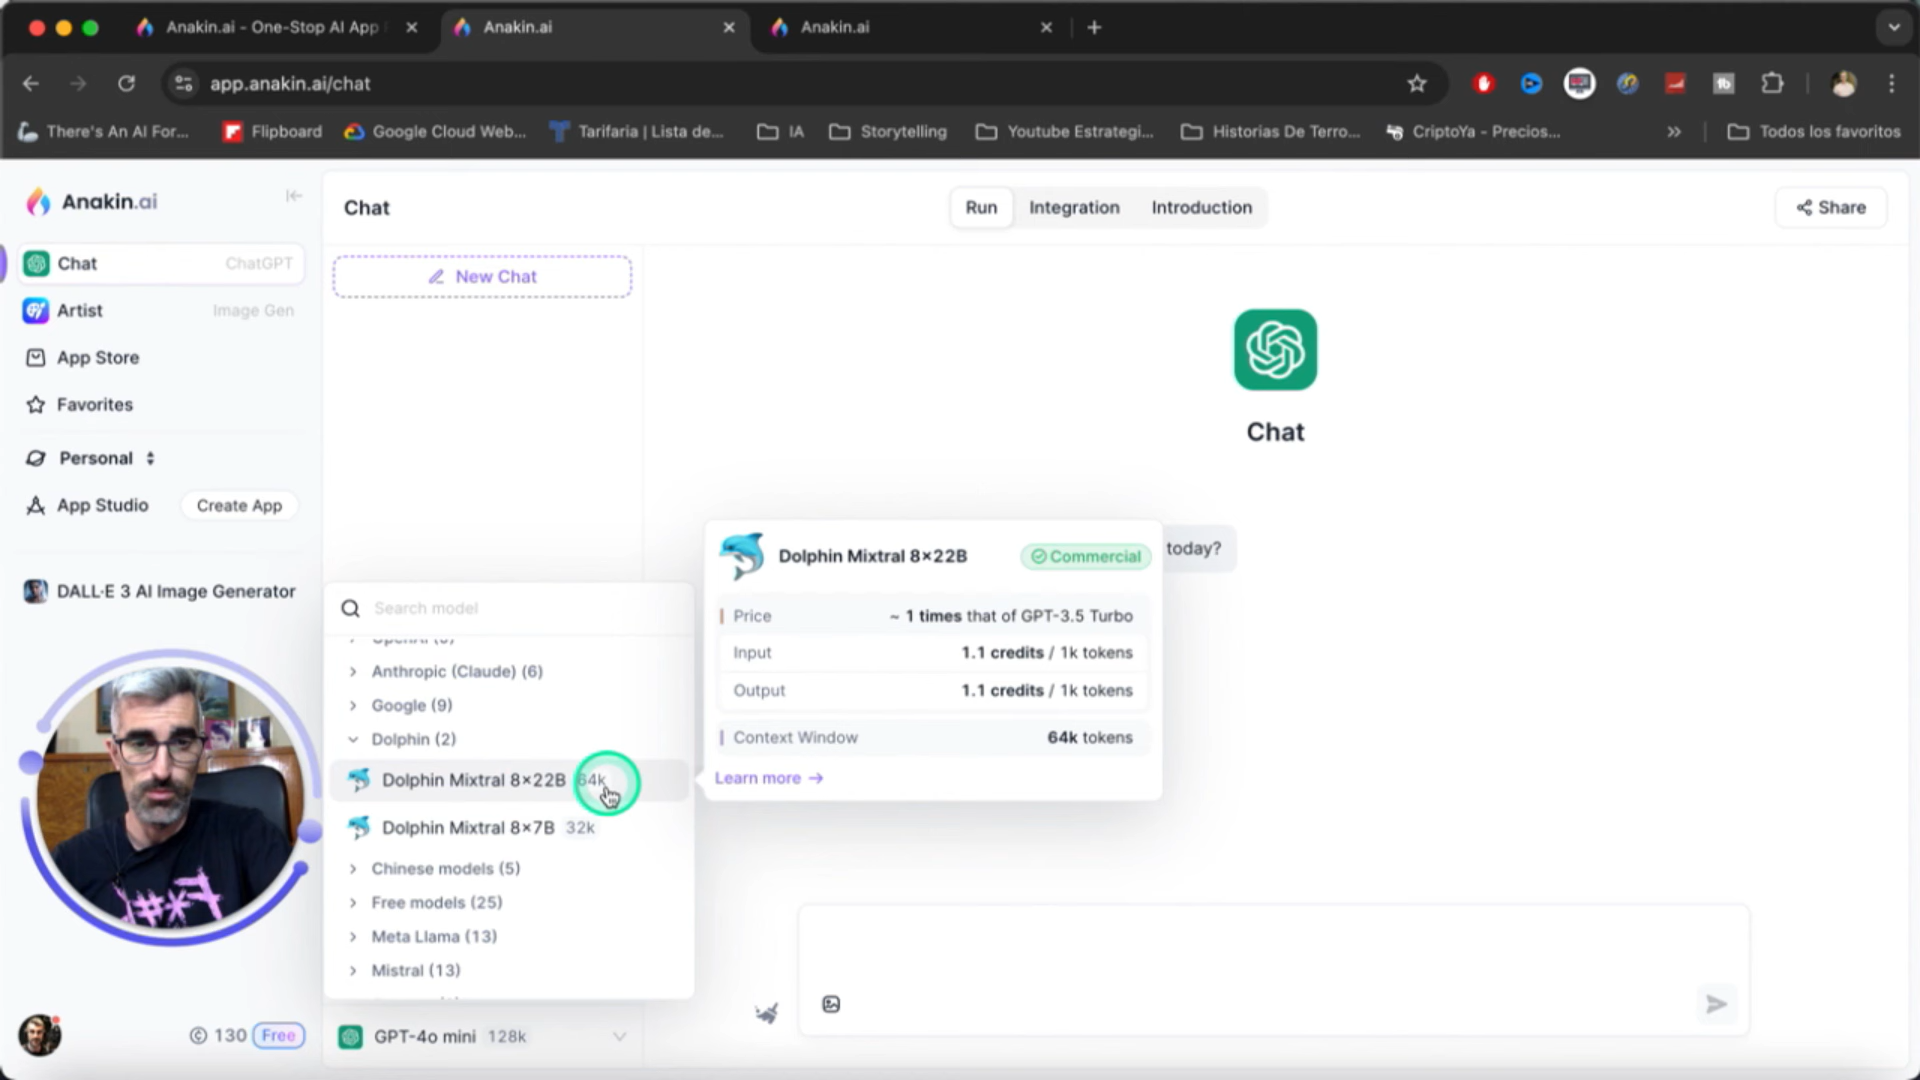 Anakin.ai - One-Stop AI App
Anakin.ai
Anakin.ai
app.anakin.ai/chat
There's An AI For...
Flipboard
Google Cloud Web...
Tarifaria | Lista de...
IA
Storytelling
Youtube Estrategi...
Historias De Terro...
CriptoYa - Precios...
Todos los favoritos
Anakin.ai
Chat
Run
Integration
Introduction
Share
Chat ChatGPT
New Chat
Artist Image Gen
App Store
Favorites
Chat
Personal
App Studio
Create App
today?
Dolphin Mixtral 8×22B
Commercial
DALL·E 3 AI Image Generator
Search model
Price ~ 1 times that of GPT-3.5 Turbo
Input 1.1 credits / 1k tokens
Output 1.1 credits / 1k tokens
Context Window 64k tokens
Learn more →
Anthropic (Claude) (6)
Google (9)
Dolphin (2)
Dolphin Mixtral 8×22B 64k
Dolphin Mixtral 8×7B 32k
Chinese models (5)
Free models (25)
Meta Llama (13)
Mistral (13)
130 Free
GPT-4o mini 128k